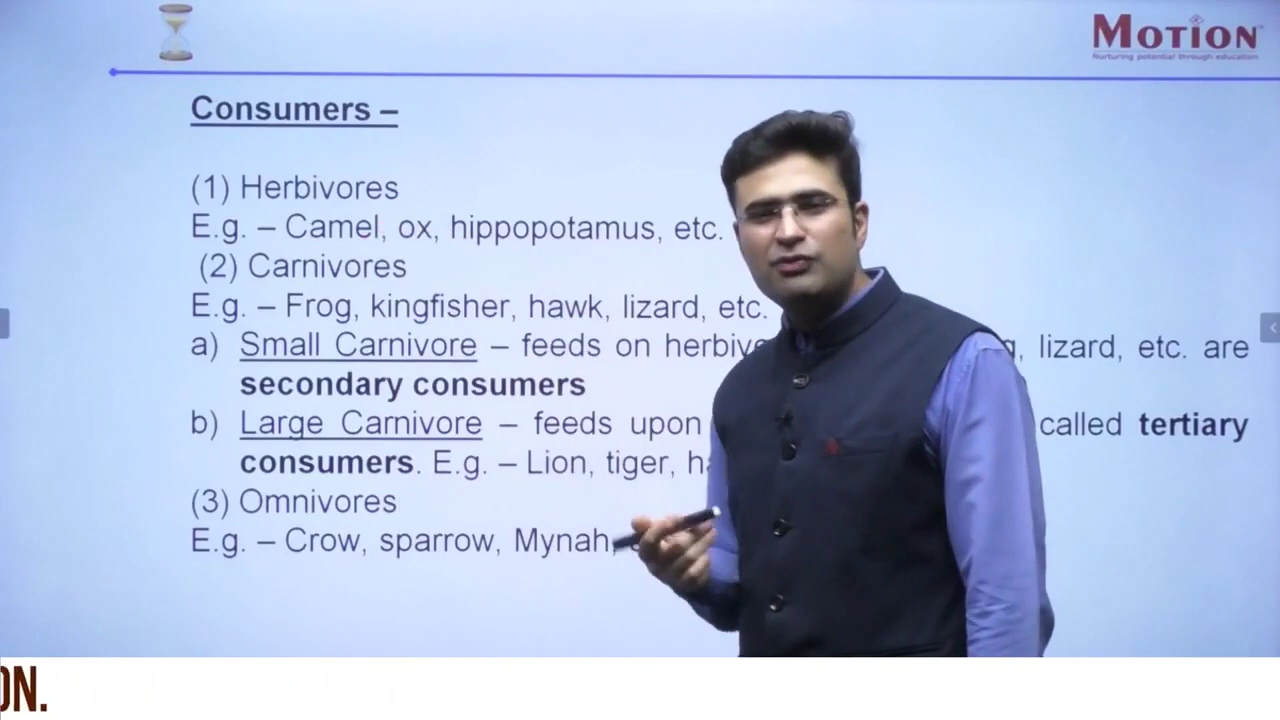 MOTION
Nurturing potential through education
Consumers –
(1) Herbivores
E.g. – Camel, ox, hippopotamus, etc.
(2) Carnivores
E.g. – Frog, kingfisher, hawk, lizard, etc.
a) Small Carnivore – feeds on lizard, etc. are
secondary consumers
b) Large Carnivore – feeds upon called tertiary
consumers. E.g. – Lion, tiger,
(3) Omnivores
E.g. – Crow, sparrow, Mynah,
ON.